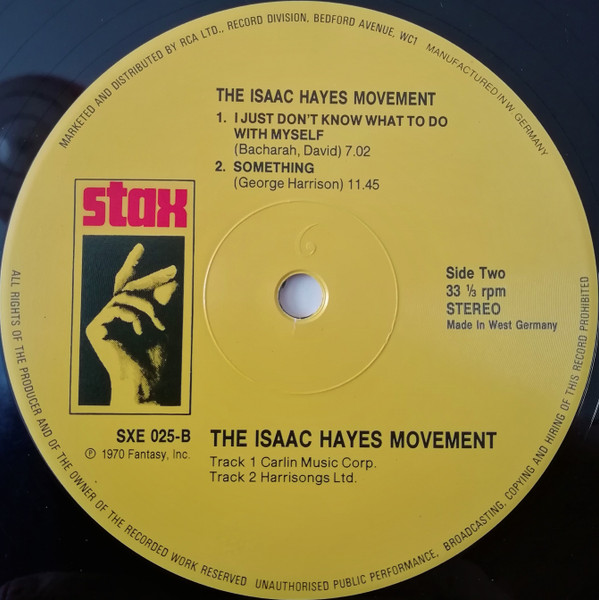 MARKETED AND DISTRIBUTED BY RCA LTD., RECORD DIVISION, BEDFORD AVENUE, WC1
MANUFACTURED IN W. GERMANY
THE ISAAC HAYES MOVEMENT
1. I JUST DON'T KNOW WHAT TO DO
WITH MYSELF
(Bacharah, David) 7.02
2. SOMETHING
(George Harrison) 11.45
stax
Side Two
33 ⅓ rpm
STEREO
Made In West Germany
SXE 025-B
℗ 1970 Fantasy, Inc.
THE ISAAC HAYES MOVEMENT
Track 1 Carlin Music Corp.
Track 2 Harrisongs Ltd.
ALL RIGHTS OF THE PRODUCER AND OF THE OWNER OF THE RECORDED WORK RESERVED UNAUTHORISED PUBLIC PERFORMANCE, BROADCASTING, COPYING AND HIRING OF THIS RECORD PROHIBITED